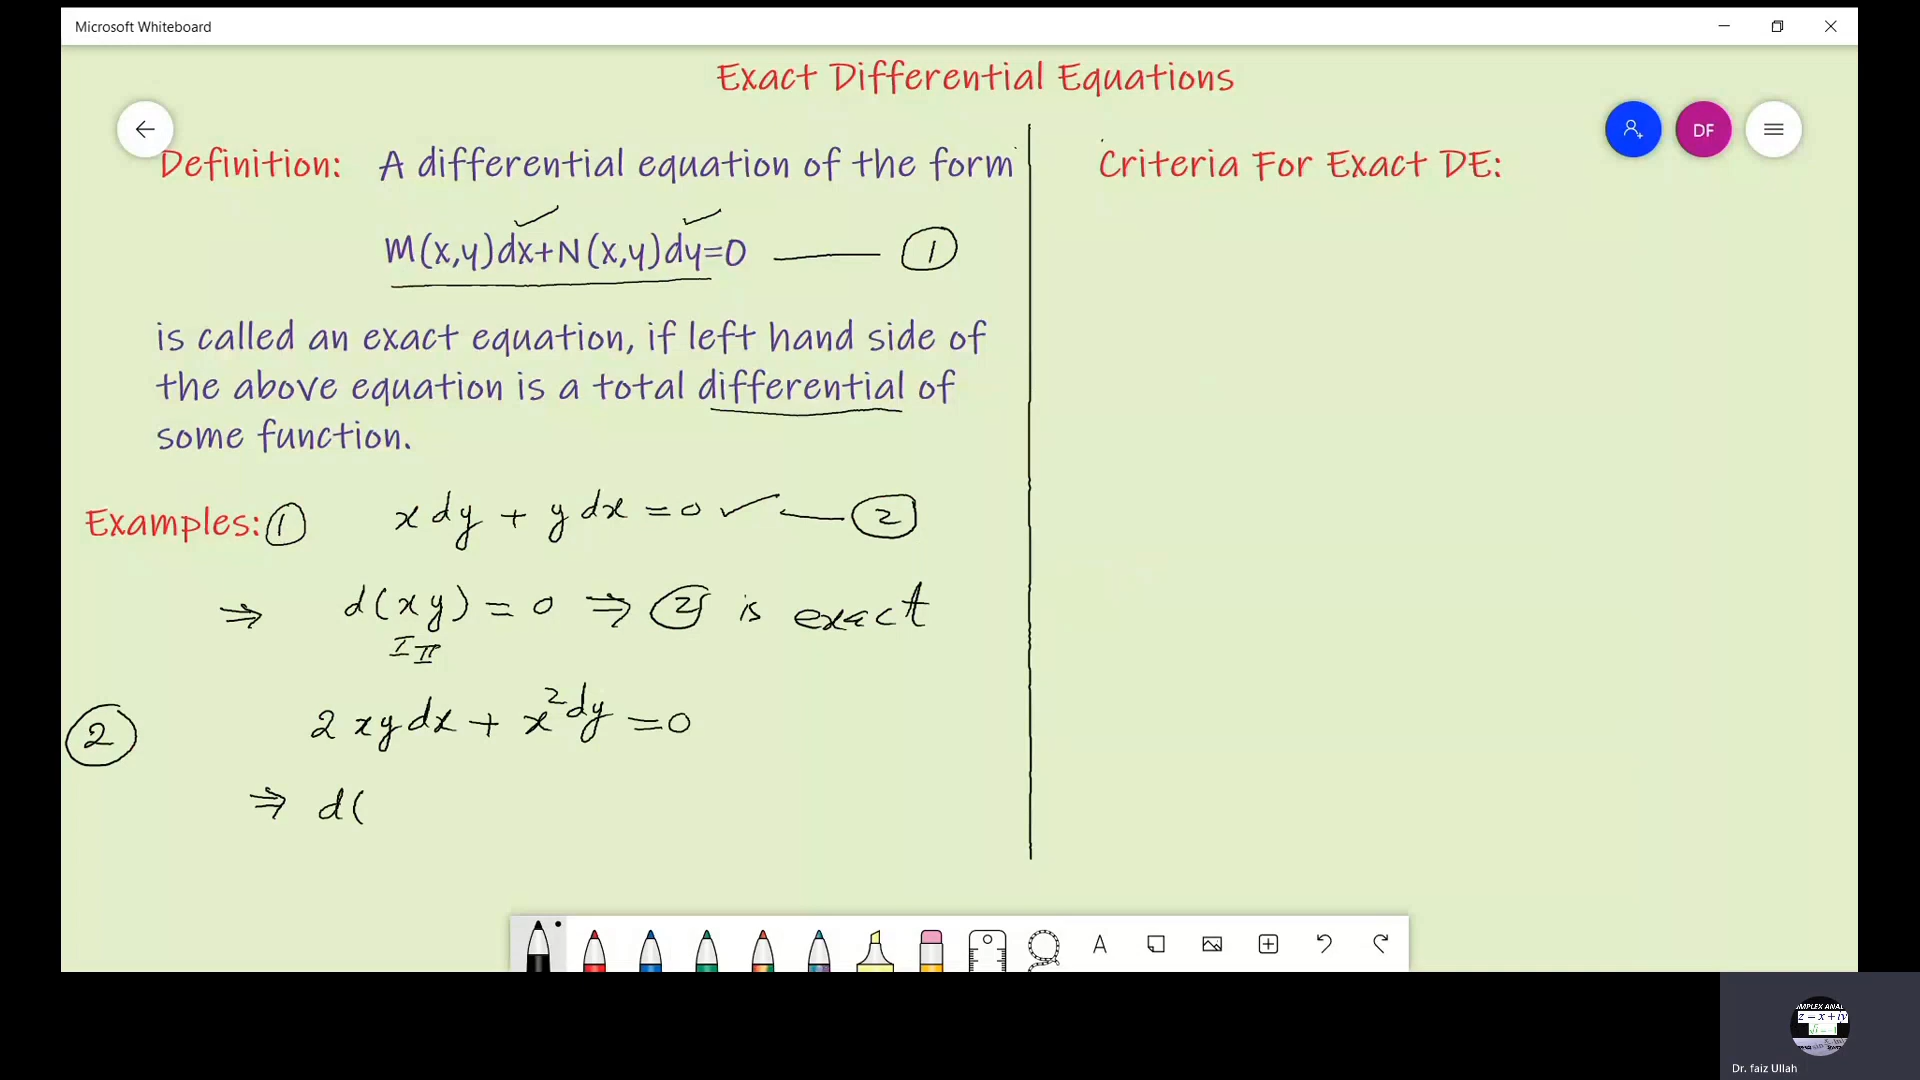 Microsoft Whiteboard
Exact Differential Equations
DF
Definition: A differential equation of the form
M(x,y)dx+N(x,y)dy=0 —— ①
is called an exact equation, if left hand side of
the above equation is a total differential of
some function.
Examples: ① x dy + y dx = 0 ✓ — ②
⇒ d(xy) = 0 ⇒ ② is exact
I II
② 2xydx + x²dy = 0
⇒ d(
Criteria For Exact DE:
A
z = x + iy
Dr. faiz Ullah